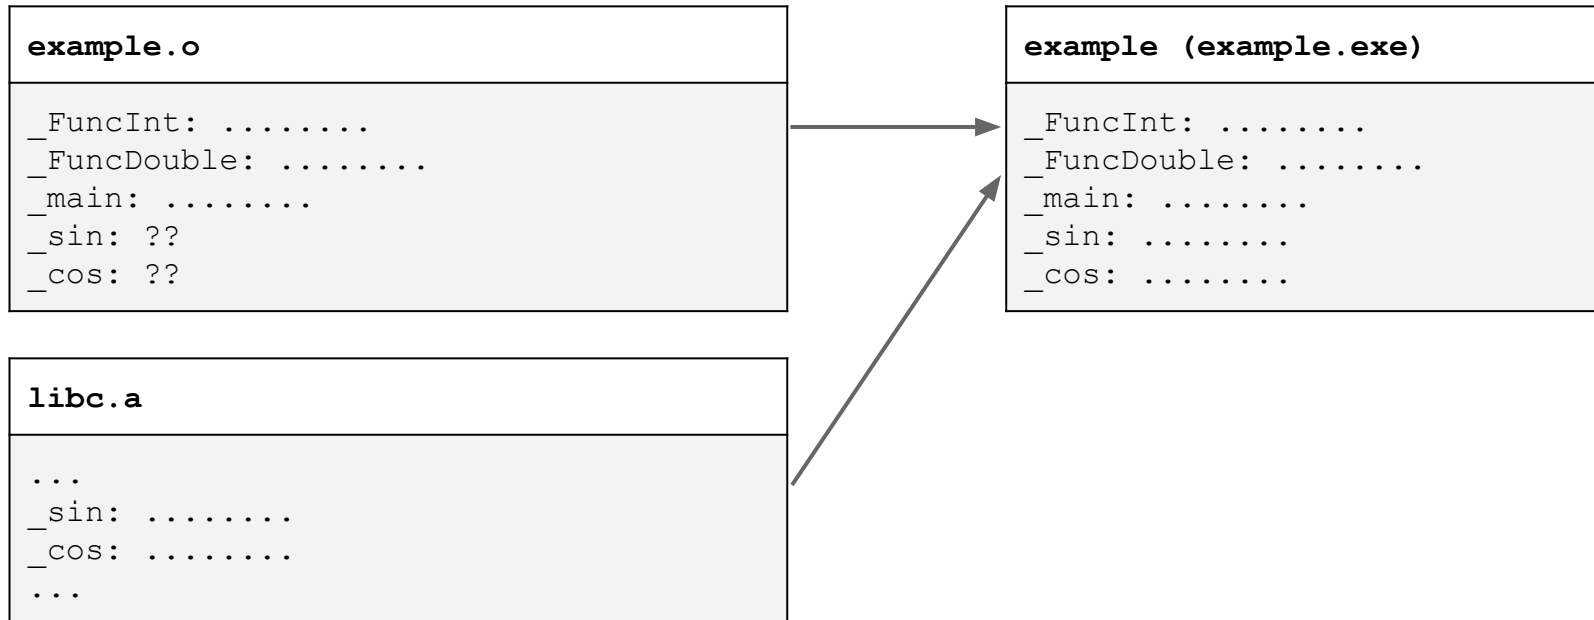 example.o
_FuncInt: ........
_FuncDouble: ........
_main: ........
_sin: ??
_cos: ??
libc.a
...
_sin: ........
_cos: ........
...
example (example.exe)
_FuncInt: ........
_FuncDouble: ........
_main: ........
_sin: ........
_cos: ........